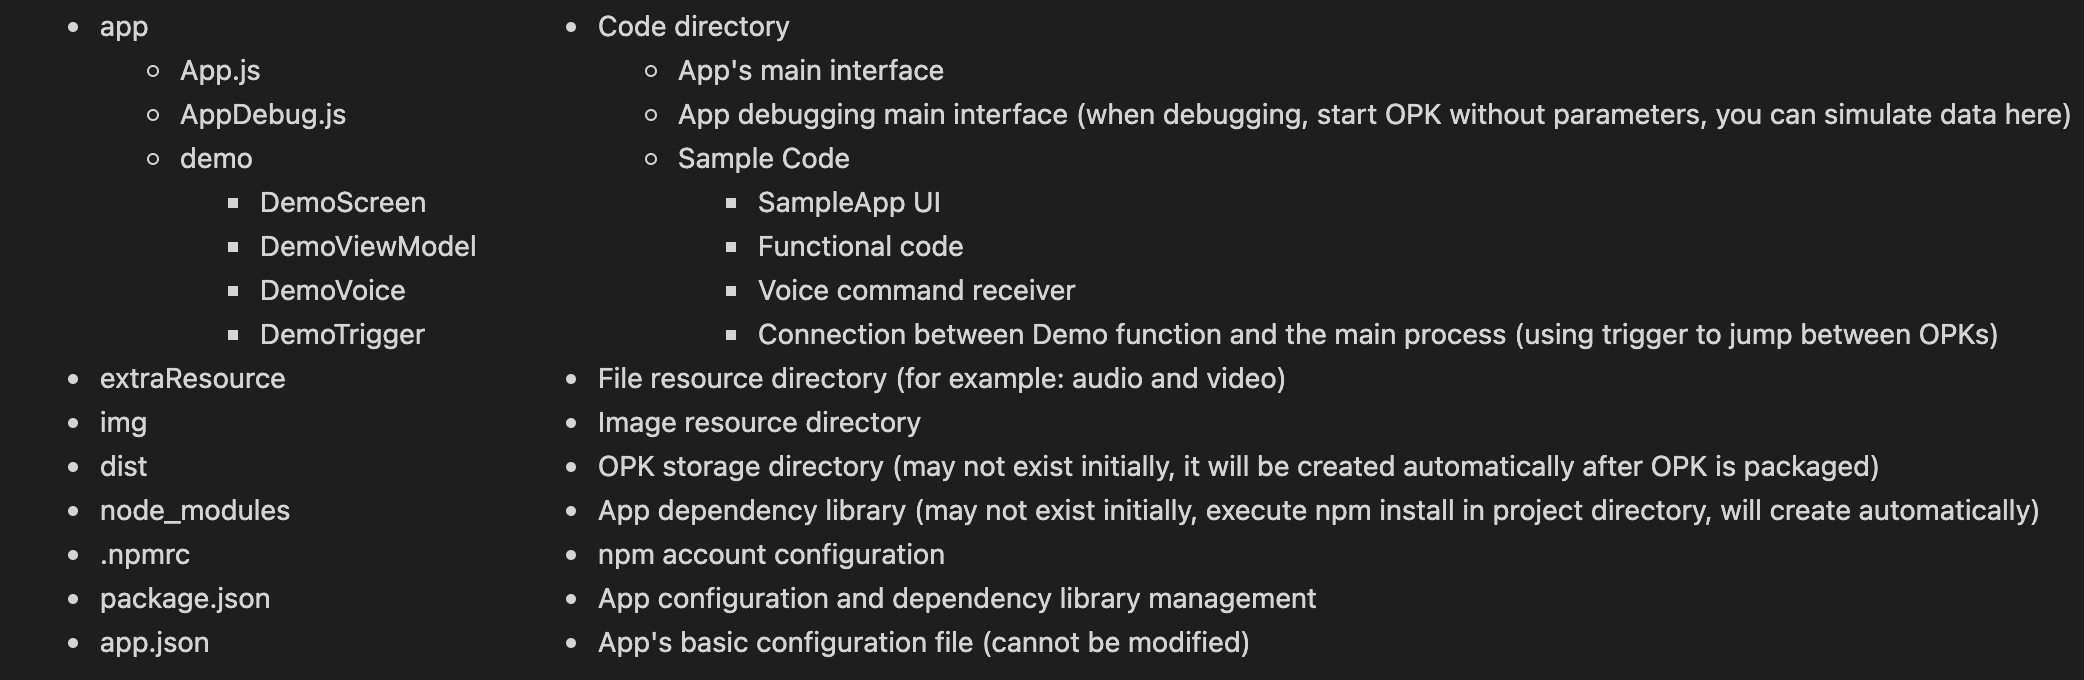 • app • Code directory
○ App.js ○ App's main interface
○ AppDebug.js ○ App debugging main interface (when debugging, start OPK without parameters, you can simulate data here)
○ demo ○ Sample Code
▪ DemoScreen ▪ SampleApp UI
▪ DemoViewModel ▪ Functional code
▪ DemoVoice ▪ Voice command receiver
▪ DemoTrigger ▪ Connection between Demo function and the main process (using trigger to jump between OPKs)
• extraResource • File resource directory (for example: audio and video)
• img • Image resource directory
• dist • OPK storage directory (may not exist initially, it will be created automatically after OPK is packaged)
• node_modules • App dependency library (may not exist initially, execute npm install in project directory, will create automatically)
• .npmrc • npm account configuration
• package.json • App configuration and dependency library management
• app.json • App's basic configuration file (cannot be modified)